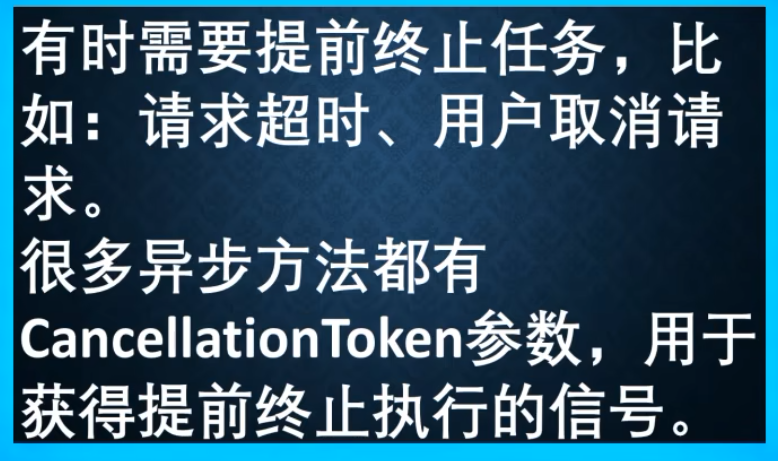 有时需要提前终止任务，比
如：请求超时、用户取消请
求。
很多异步方法都有
CancellationToken参数，用于
获得提前终止执行的信号。